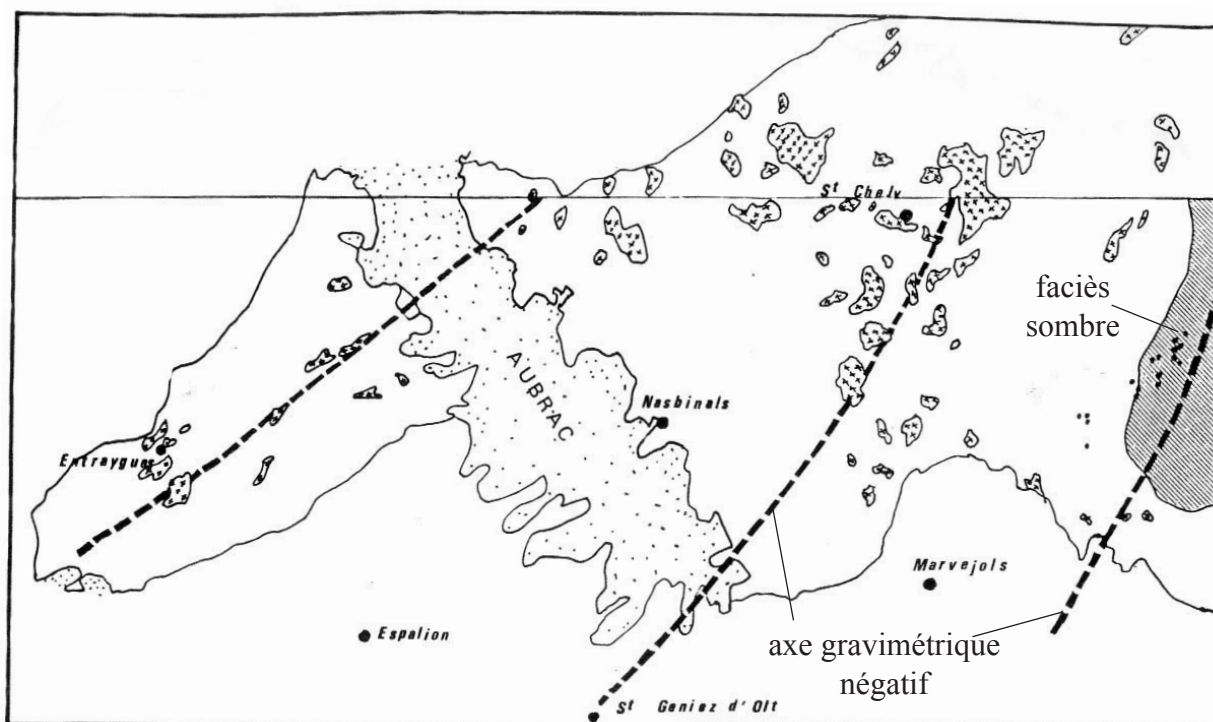 St Chely
faciès
sombre
AUBRAC
Nasbinals
Entraygues
Marvejols
Espalion
axe gravimétrique
négatif
St Geniez d'Olt